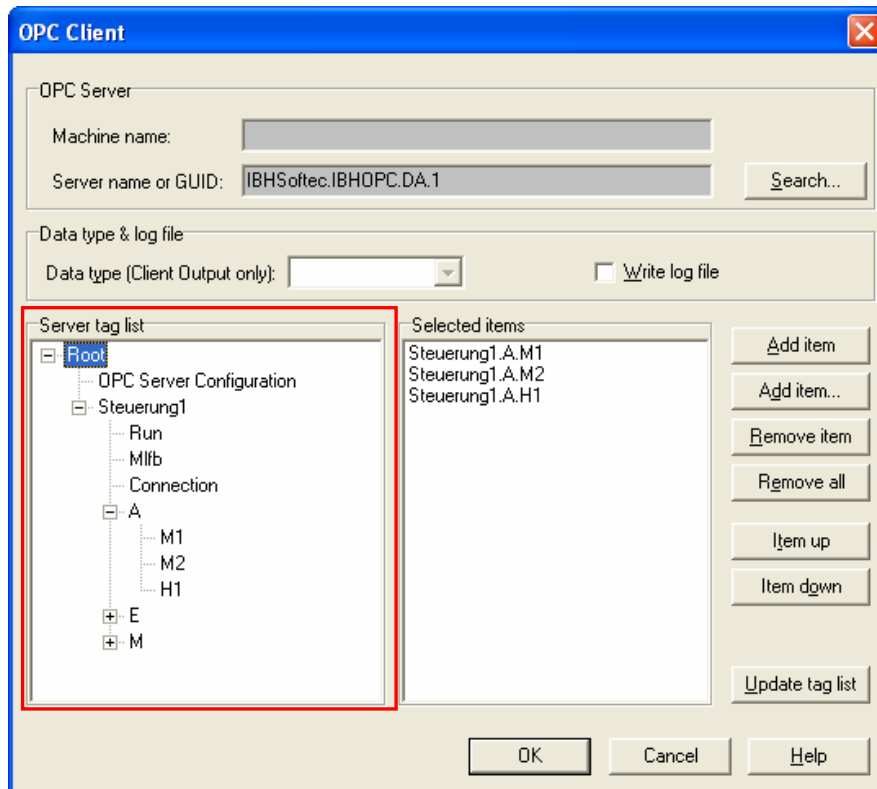 OPC Client
OPC Server
Machine name:
Server name or GUID: IBHSoftec.IBHOPC.DA.1 Search...
Data type & log file
Data type (Client Output only): Write log file
Server tag list
Root
OPC Server Configuration
Steuerung1
Run
Mlfb
Connection
A
M1
M2
H1
E
M
Selected items
Steuerung1.A.M1
Steuerung1.A.M2
Steuerung1.A.H1
Add item
Add item...
Remove item
Remove all
Item up
Item down
Update tag list
OK Cancel Help